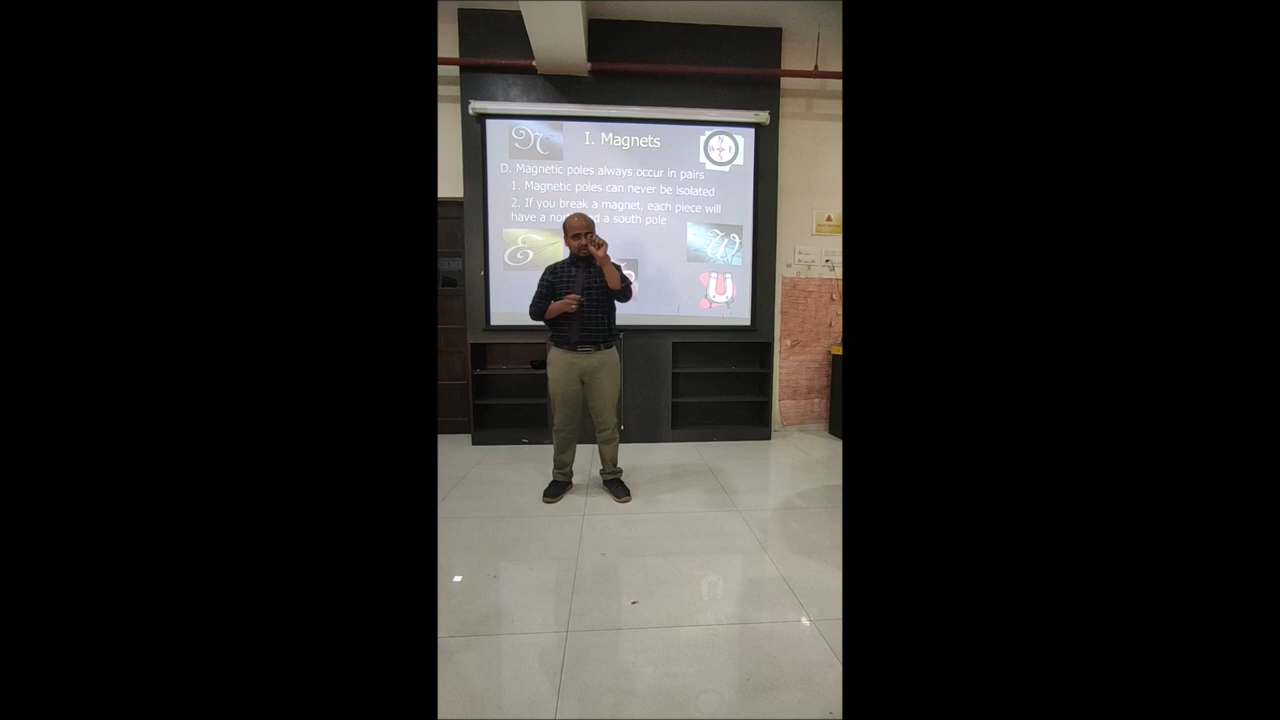 N
I. Magnets
N
W E
S
D. Magnetic poles always occur in pairs
1. Magnetic poles can never be isolated
2. If you break a magnet, each piece will
have a nor d a south pole
E
W